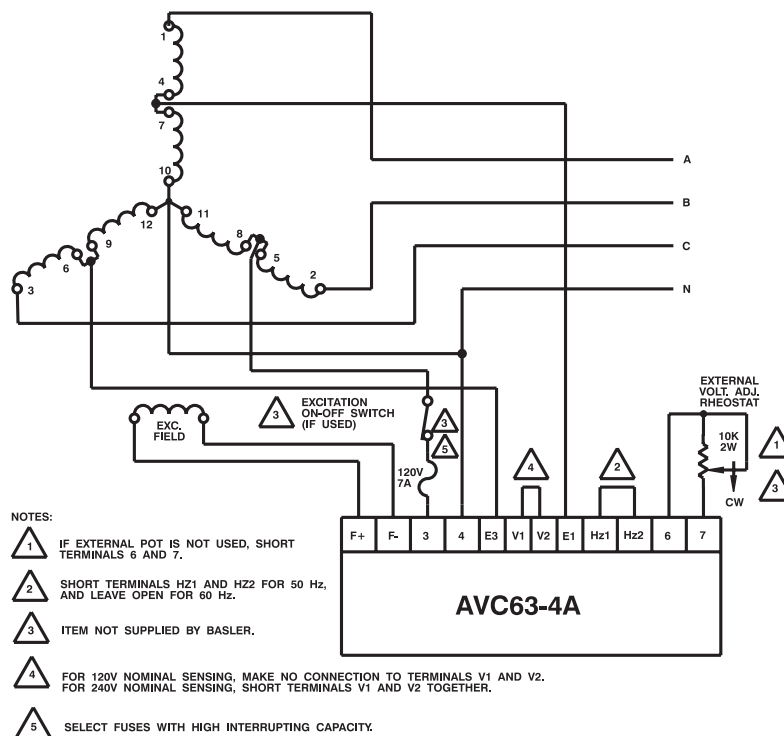 1
4
7
10
A
12
11
B
9
8
6
5
C
3
2
N
3
EXCITATION
ON-OFF SWITCH
(IF USED)
EXTERNAL
VOLT. ADJ.
RHEOSTAT
EXC.
FIELD
3
5
4
2
10K
2W
1
120V
7A
CW
3
F+
F-
3
4
E3
V1
V2
E1
Hz1
Hz2
6
7
AVC63-4A
NOTES:
1
IF EXTERNAL POT IS NOT USED, SHORT
TERMINALS 6 AND 7.
2
SHORT TERMINALS HZ1 AND HZ2 FOR 50 Hz,
AND LEAVE OPEN FOR 60 Hz.
3
ITEM NOT SUPPLIED BY BASLER.
4
FOR 120V NOMINAL SENSING, MAKE NO CONNECTION TO TERMINALS V1 AND V2.
FOR 240V NOMINAL SENSING, SHORT TERMINALS V1 AND V2 TOGETHER.
5
SELECT FUSES WITH HIGH INTERRUPTING CAPACITY.